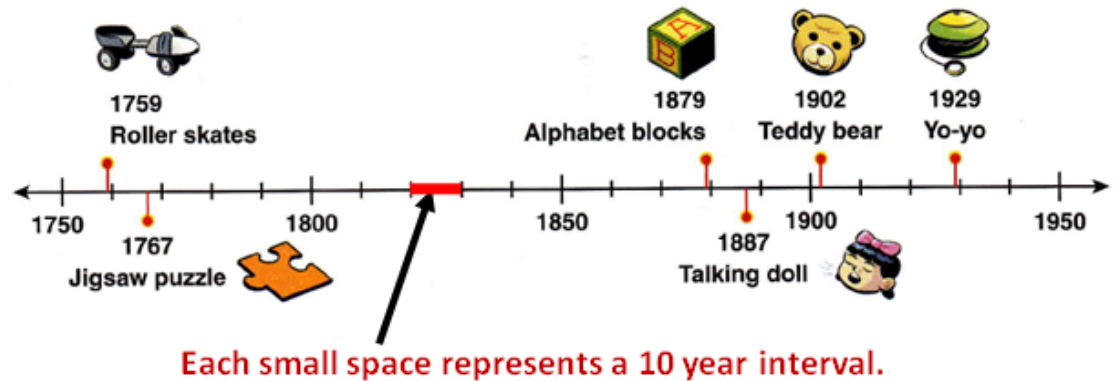 1759
Roller skates
1879
Alphabet blocks
A
B
1902
Teddy bear
1929
Yo-yo
1750
1800
1850
1900
1950
1767
Jigsaw puzzle
1887
Talking doll
Each small space represents a 10 year interval.